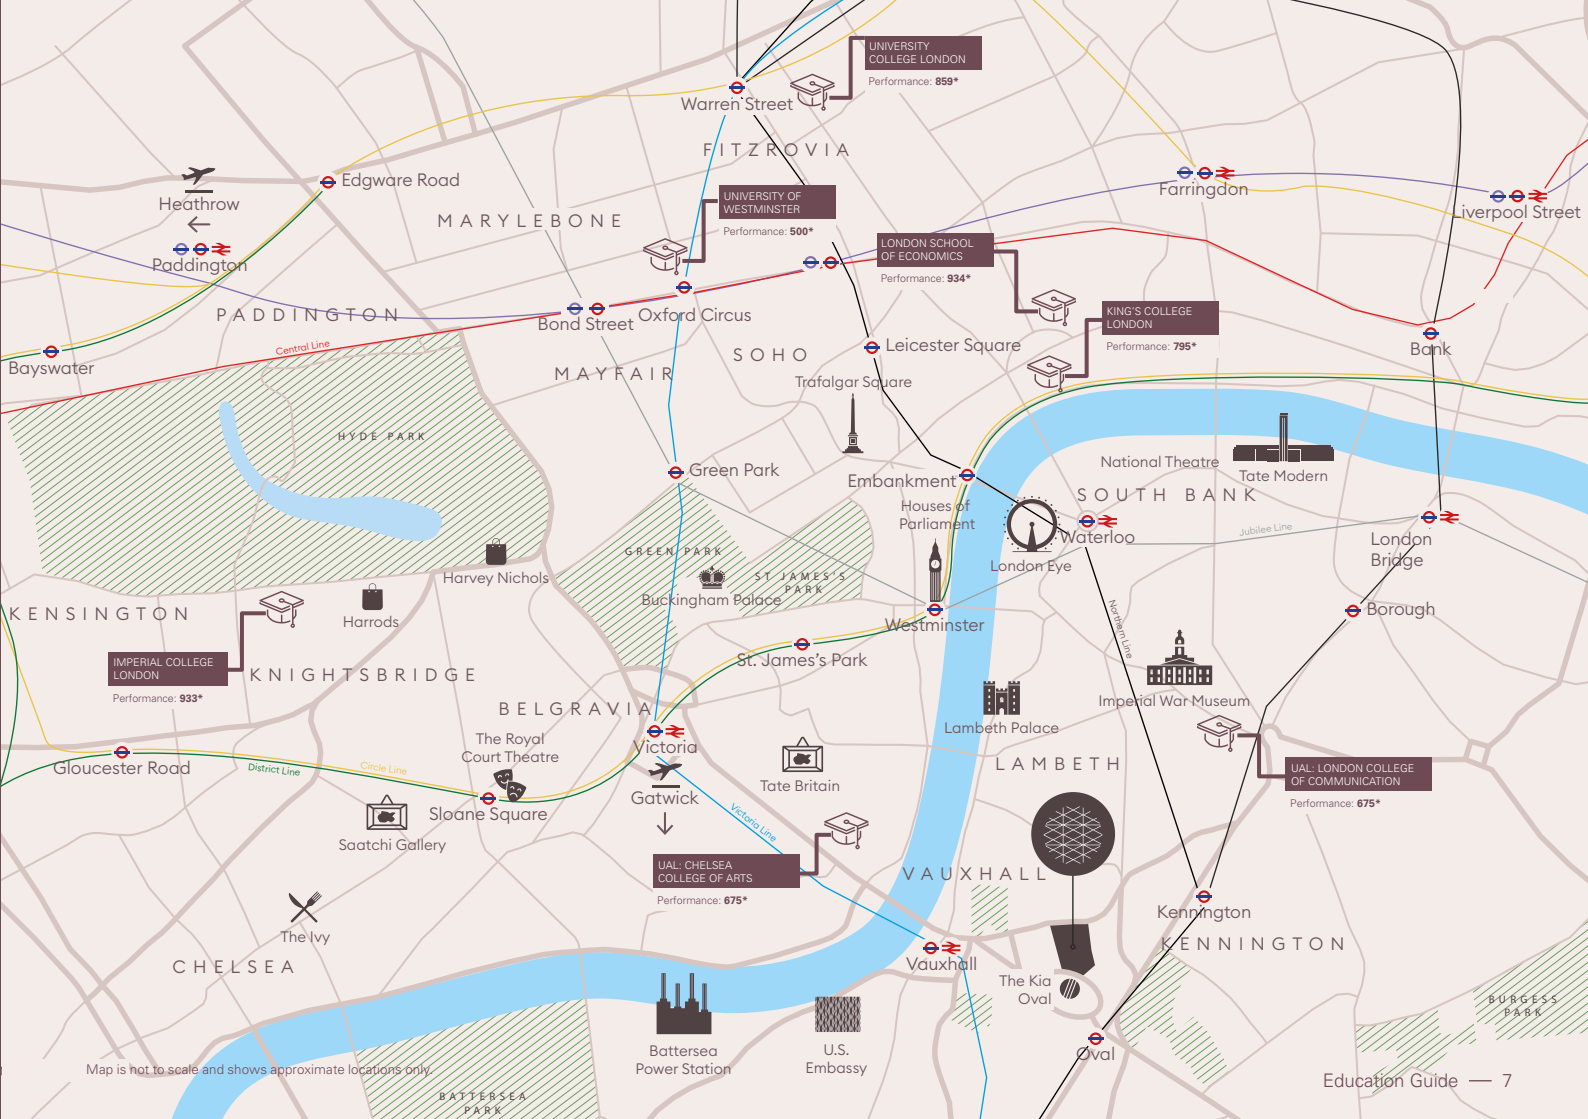 UNIVERSITY
COLLEGE LONDON
Performance: 859*
Warren Street
FITZROVIA
Edgware Road
Heathrow
Farringdon
UNIVERSITY OF
WESTMINSTER
Performance: 500*
Liverpool Street
MARYLEBONE
Paddington
LONDON SCHOOL
OF ECONOMICS
Performance: 934*
PADDINGTON
Bond Street
Oxford Circus
KING'S COLLEGE
LONDON
Performance: 795*
Central Line
Bayswater
SOHO
Leicester Square
Bank
MAYFAIR
Trafalgar Square
HYDE PARK
Green Park
Embankment
National Theatre
Tate Modern
SOUTH BANK
Houses of
Parliament
Waterloo
Jubilee Line
London
Bridge
GREEN PARK
London Eye
Harvey Nichols
ST JAMES'S
PARK
Buckingham Palace
KENSINGTON
Harrods
Westminster
Borough
Northern Line
IMPERIAL COLLEGE
LONDON
Performance: 933*
KNIGHTSBRIDGE
St. James's Park
Imperial War Museum
BELGRAVIA
Lambeth Palace
The Royal
Court Theatre
Victoria
Gloucester Road
District Line
Circle Line
LAMBETH
UAL: LONDON COLLEGE
OF COMMUNICATION
Performance: 675*
Tate Britain
Gatwick
Sloane Square
Victoria Line
Saatchi Gallery
UAL: CHELSEA
COLLEGE OF ARTS
Performance: 675*
VAUXHALL
Kennington
The Ivy
KENNINGTON
CHELSEA
Vauxhall
The Kia
Oval
BURGESS
PARK
Battersea
Power Station
U.S.
Embassy
Oval
Map is not to scale and shows approximate locations only.
BATTERSEA
PARK
Education Guide — 7